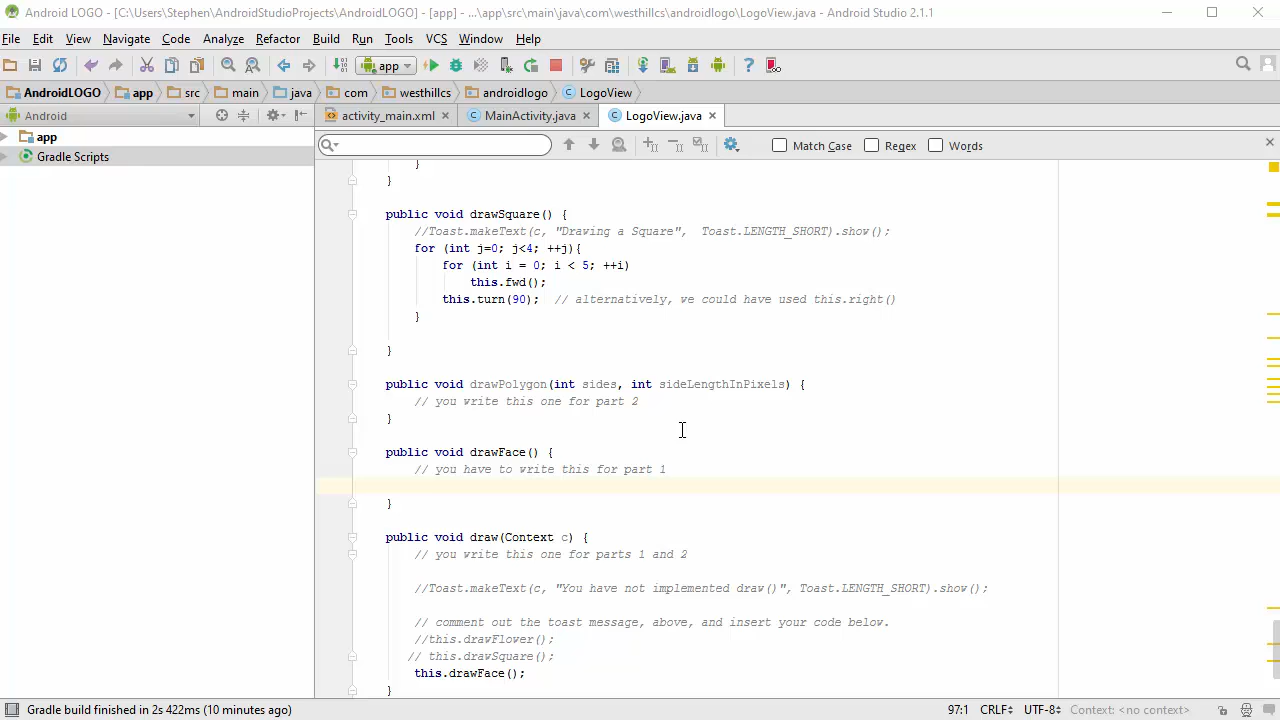 Android LOGO - [C:\Users\Stephen\AndroidStudioProjects\AndroidLOGO] - [app] - ...\app\src\main\java\com\westhillcs\androidlogo\LogoView.java - Android Studio 2.1.1
File Edit View Navigate Code Analyze Refactor Build Run Tools VCS Window Help
app
AndroidLOGO app src main java com westhillcs androidlogo LogoView
Android activity_main.xml MainActivity.java LogoView.java
app
Match Case Regex Words
Gradle Scripts
}
}
public void drawSquare() {
//Toast.makeText(c, "Drawing a Square",  Toast.LENGTH_SHORT).show();
for (int j=0; j<4; ++j){
for (int i = 0; i < 5; ++i)
this.fwd();
this.turn(90);  // alternatively, we could have used this.right()
}
}
public void drawPolygon(int sides, int sideLengthInPixels) {
// you write this one for part 2
}
public void drawFace() {
// you have to write this for part 1
}
public void draw(Context c) {
// you write this one for parts 1 and 2
//Toast.makeText(c, "You have not implemented draw()", Toast.LENGTH_SHORT).show();
// comment out the toast message, above, and insert your code below.
//this.drawFlower();
// this.drawSquare();
this.drawFace();
}
Gradle build finished in 2s 422ms (10 minutes ago) 97:1 CRLF UTF-8 Context: <no context>